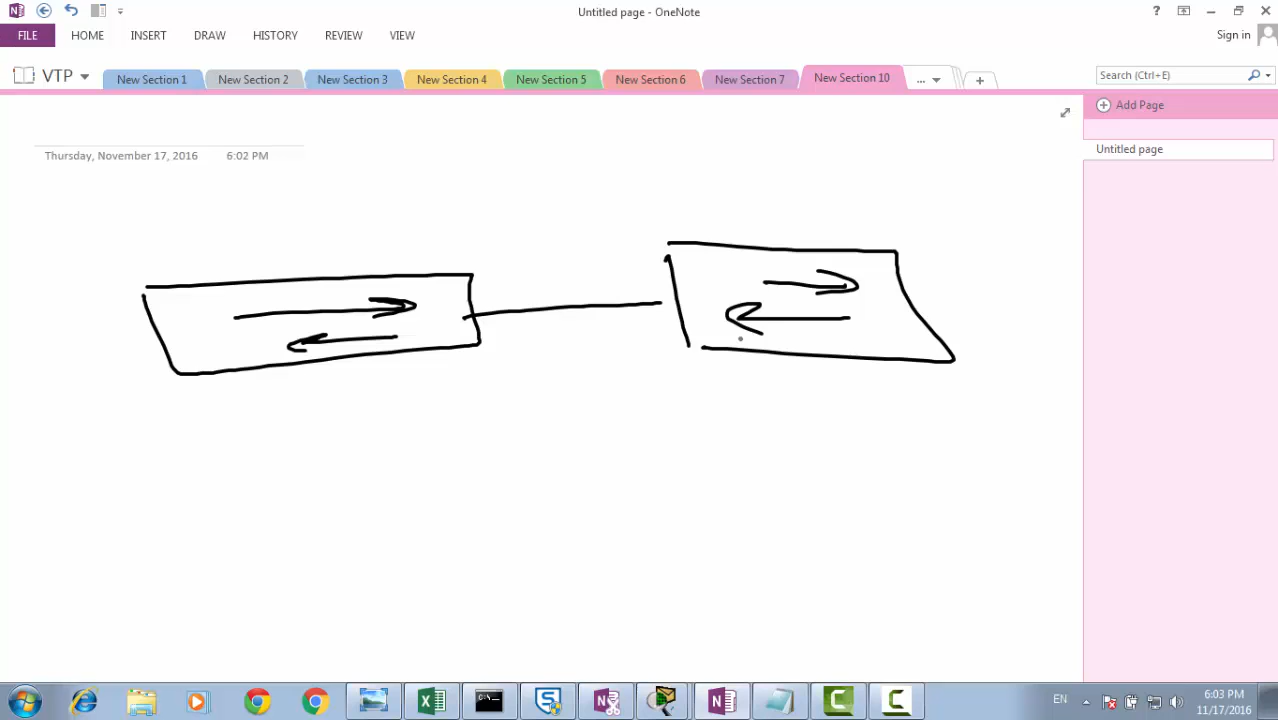 Untitled page - OneNote
?
FILE HOME INSERT DRAW HISTORY REVIEW VIEW
Sign in
VTP
New Section 1 New Section 2 New Section 3 New Section 4 New Section 5 New Section 6 New Section 7 New Section 10 ...
Search (Ctrl+E)
Add Page
Untitled page
Thursday, November 17, 2016 6:02 PM
EN
6:03 PM
11/17/2016